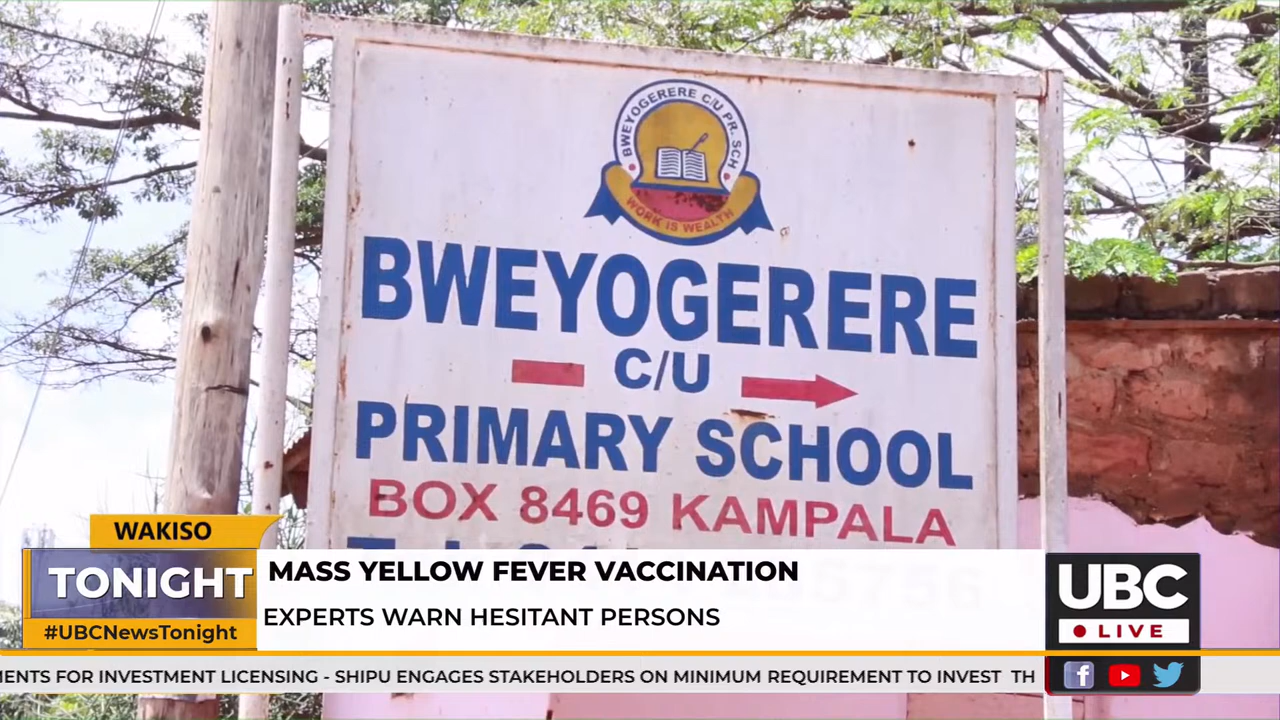 BWEYOGERERE C/U PR. SCH
WORK IS WEALTH
BWEYOGERERE
C/U
PRIMARY SCHOOL
BOX 8469 KAMPALA
WAKISO
TONIGHT
#UBCNewsTonight
MASS YELLOW FEVER VACCINATION
EXPERTS WARN HESITANT PERSONS
UBC
LIVE
MENTS FOR INVESTMENT LICENSING - SHIPU ENGAGES STAKEHOLDERS ON MINIMUM REQUIREMENT TO INVEST TH